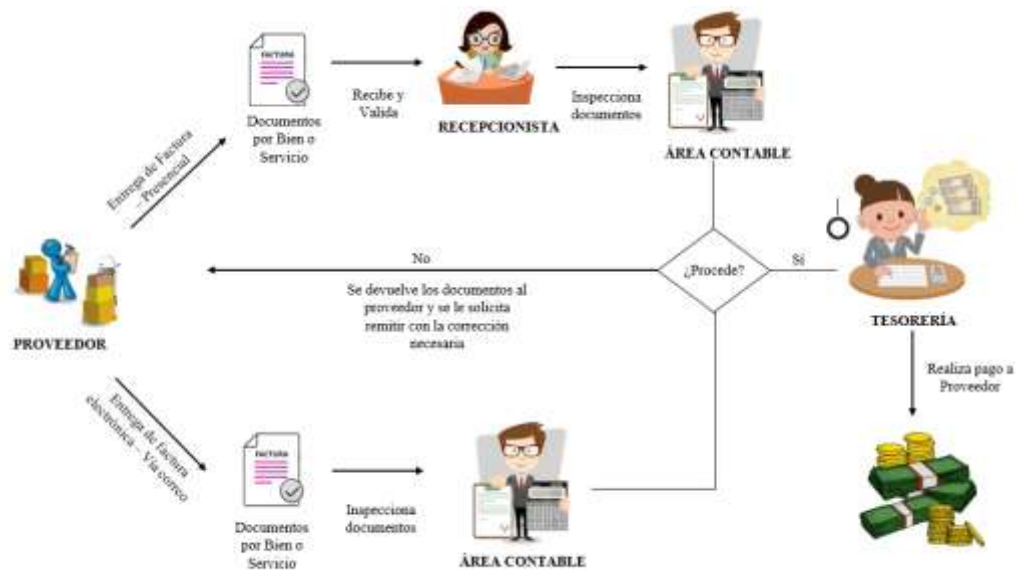 FACTURA
Documentos
por Bien o
Servicio
Recibe y
Valida
RECEPCIONISTA
Inspecciona
documentos
ÁREA CONTABLE
Entrega de Factura
– Presencial
PROVEEDOR
No
Se devuelve los documentos al
proveedor y se le solicita
remitir con la corrección
necesaria
¿Procede?
Sí
TESORERÍA
Realiza pago a
Proveedor
Entrega de factura
electrónica – Vía correo
FACTURA
Documentos
por Bien o
Servicio
Inspecciona
documentos
ÁREA CONTABLE